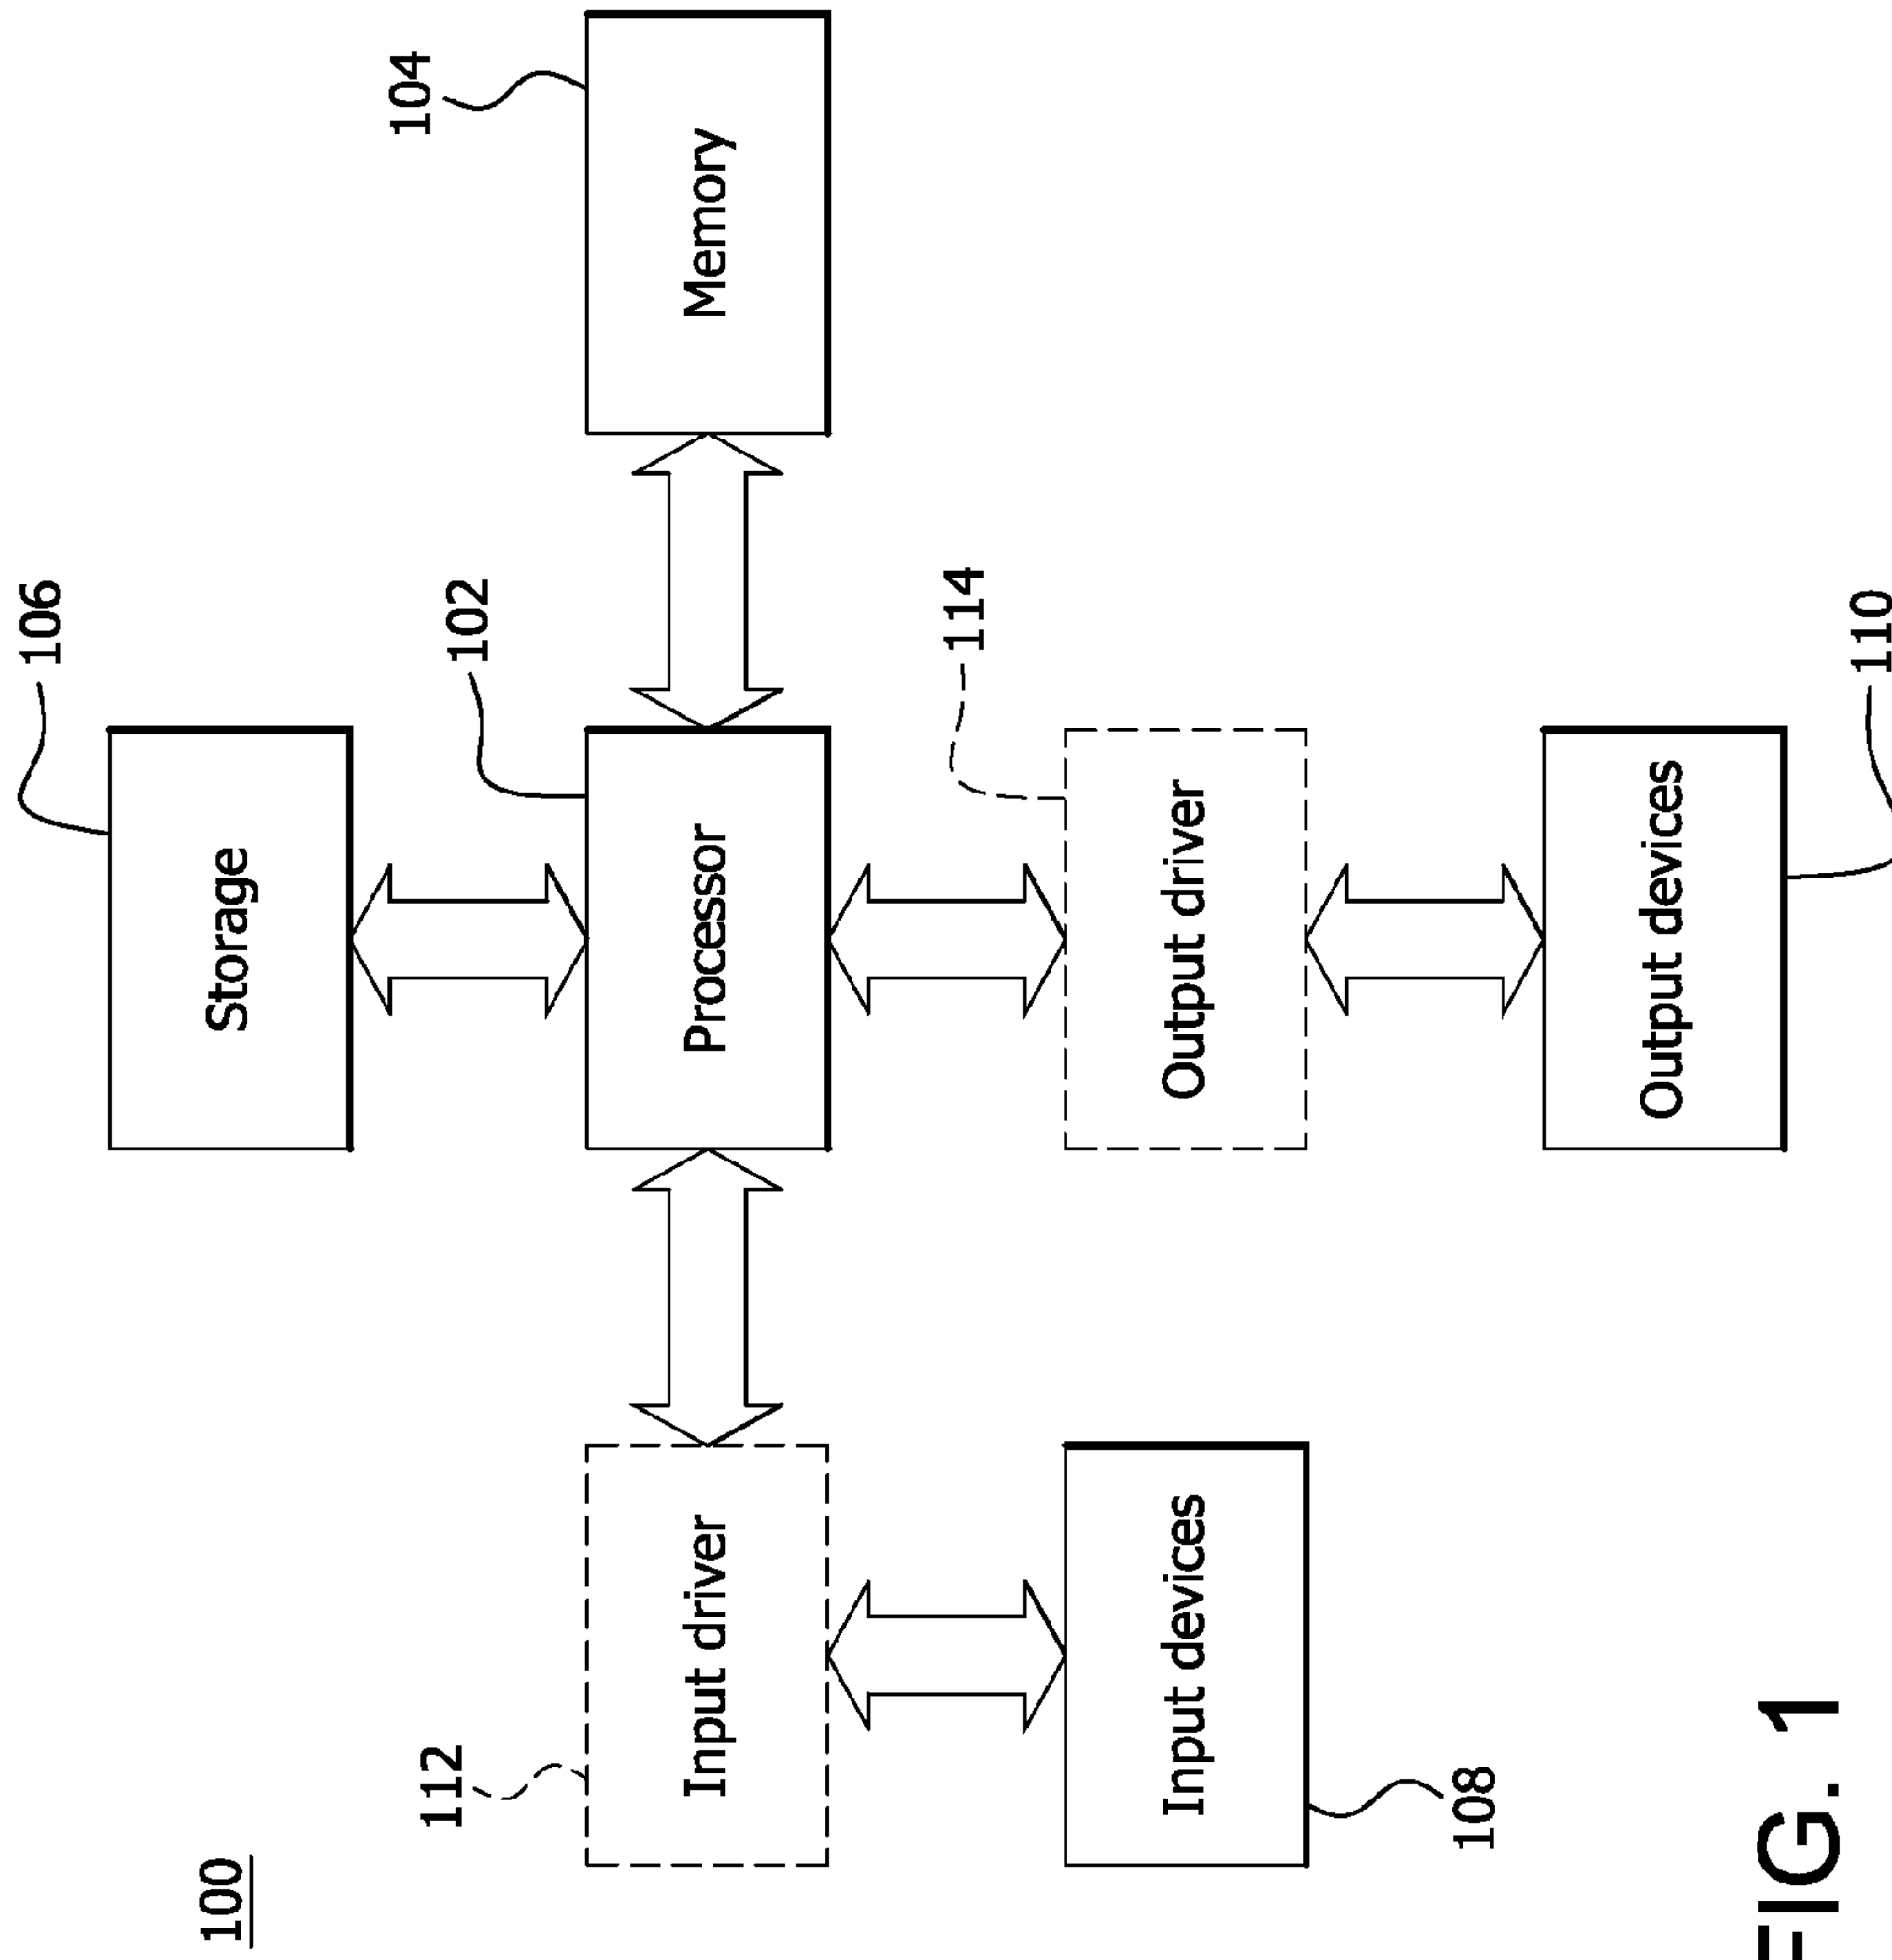 100
106
Storage
112
102
104
Input driver
Processor
Memory
114
Input devices
Output driver
108
Output devices
110
FIG. 1